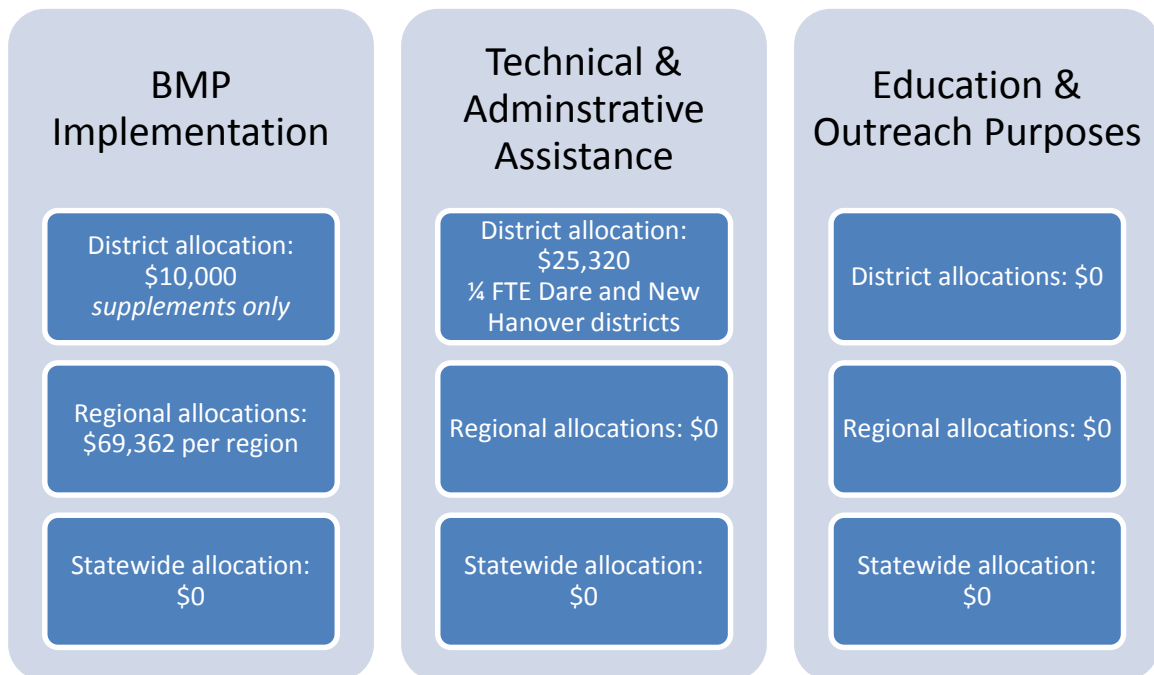 BMP
Implementation
District allocation:
$10,000
supplements only
Regional allocations:
$69,362 per region
Statewide allocation:
$0
Technical &
Adminstrative
Assistance
District allocation:
$25,320
¼ FTE Dare and New
Hanover districts
Regional allocations: $0
Statewide allocation:
$0
Education &
Outreach Purposes
District allocations: $0
Regional allocations: $0
Statewide allocation:
$0